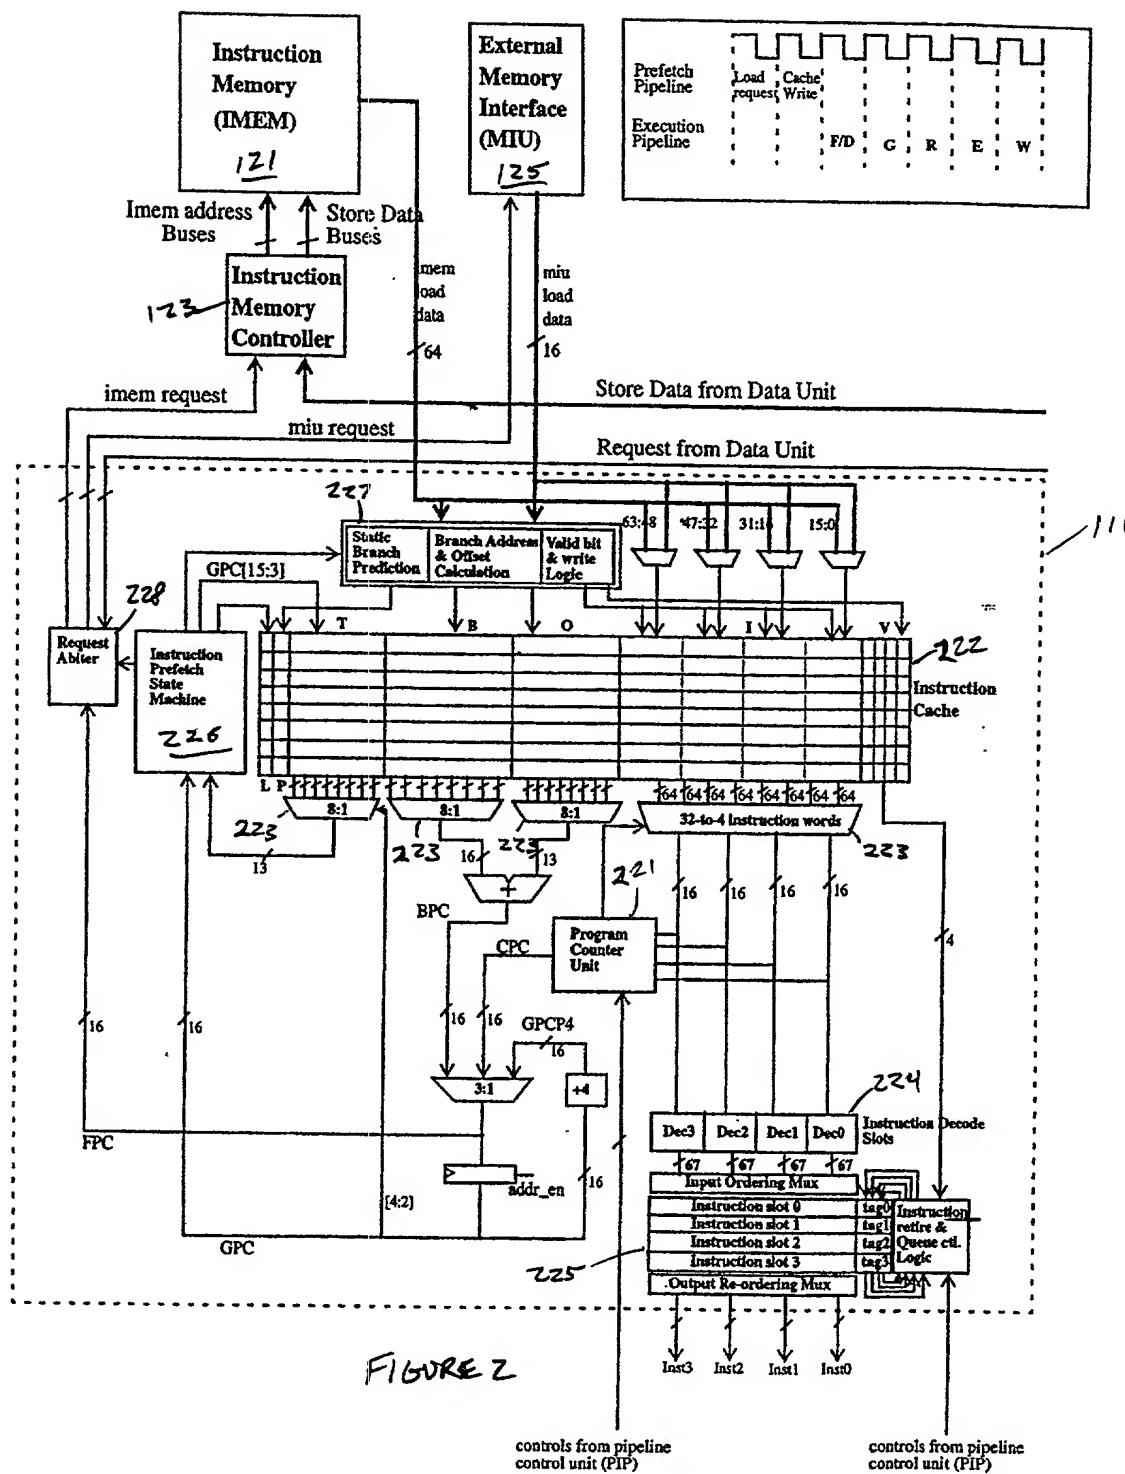 Instruction
Memory
(IMEM)
121
External
Memory
Interface
(MIU)
125
Prefetch
Pipeline
Load
request
Cache
Write
Execution
Pipeline
F/D
G
R
E
W
Imem address
Buses
Store Data
Buses
Instruction
Memory
Controller
123
imem
load
data
64
miu
load
data
16
imem request
Store Data from Data Unit
miu request
Request from Data Unit
227
63:48
47:32
31:16
15:0
Static
Branch
Prediction
Branch Address
& Offset
Calculation
Valid bit
& write
Logic
GPC[15:3]
228
T
B
O
I
V
Request
Abiter
Instruction
Prefetch
State
Machine
226
222
Instruction
Cache
L
P
64
64
64
64
64
64
64
64
8:1
8:1
8:1
32-to-4 instruction words
223
223
223
223
13
16
13
+
221
16
16
16
16
BPC
CPC
Program
Counter
Unit
4
16
16
16
16
GPCP4
16
3:1
+4
224
Dec3
Dec2
Dec1
Dec0
Instruction Decode
Slots
FPC
67
67
67
67
addr_en
16
Input Ordering Mux
[4:2]
Instruction slot 0
tag0
Instruction slot 1
tag1
Instruction slot 2
tag2
Instruction slot 3
tag3
Instruction
retire &
Queue ctl.
Logic
GPC
225
Output Re-ordering Mux
Inst3
Inst2
Inst1
Inst0
FIGURE 2
controls from pipeline
control unit (PIP)
controls from pipeline
control unit (PIP)